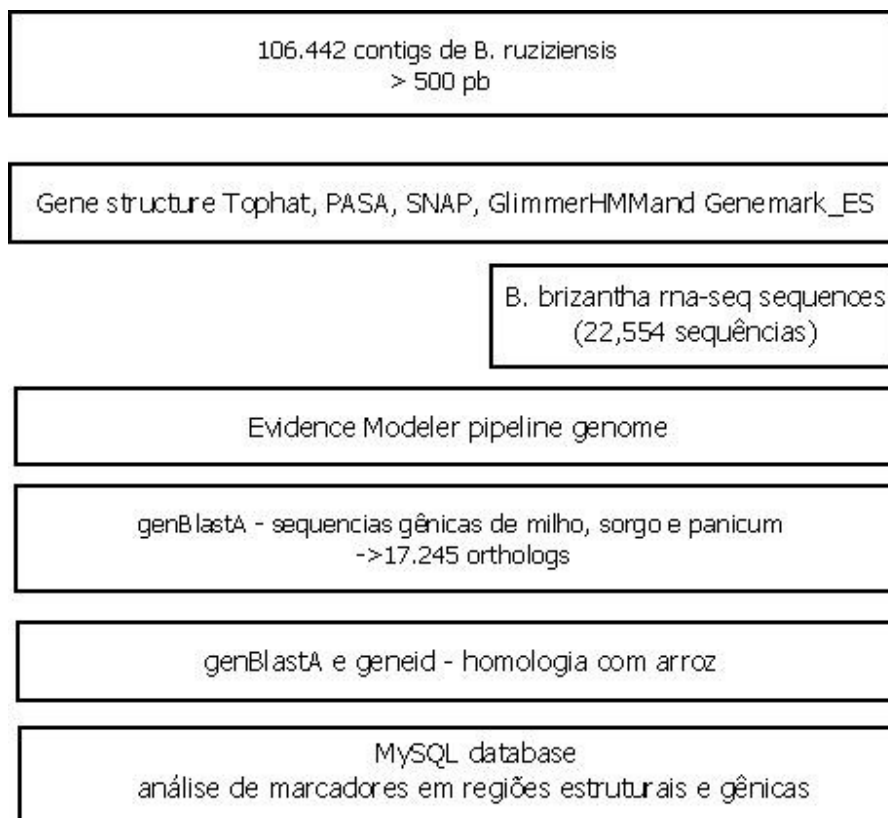 106.442 contigs de B. ruziziensis
> 500 pb
Gene structure Tophat, PASA, SNAP, GlimmerHMMand Genemark_ES
B. brizantha rna-seq sequences
(22,554 sequências)
Evidence Modeler pipeline genome
genBlastA - sequencias gênicas de milho, sorgo e panicum
->17.245 orthologs
genBlastA e geneid - homologia com arroz
MySQL database
análise de marcadores em regiões estruturais e gênicas